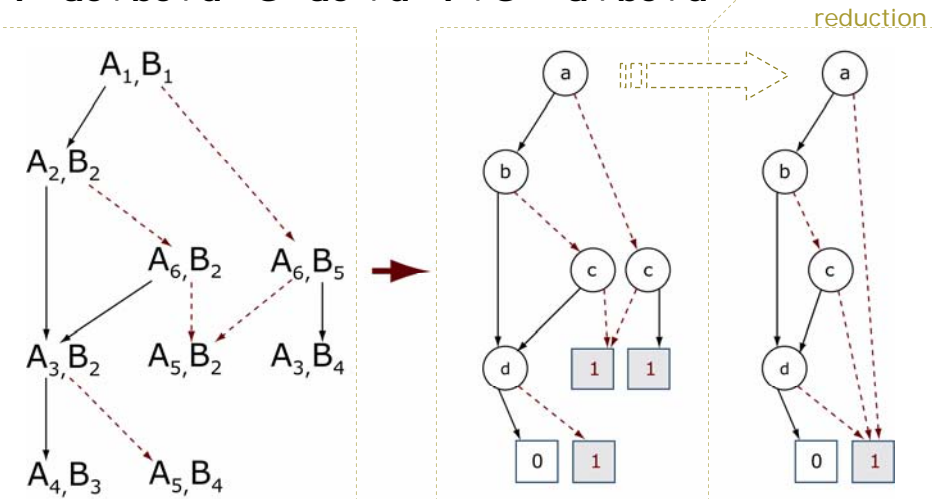 reduction
A1,B1
A2,B2
A6,B2
A6,B5
A3,B2
A5,B2
A3,B4
A4,B3
A5,B4
a
b
c
c
d
1
1
0
1
a
b
c
d
0
1